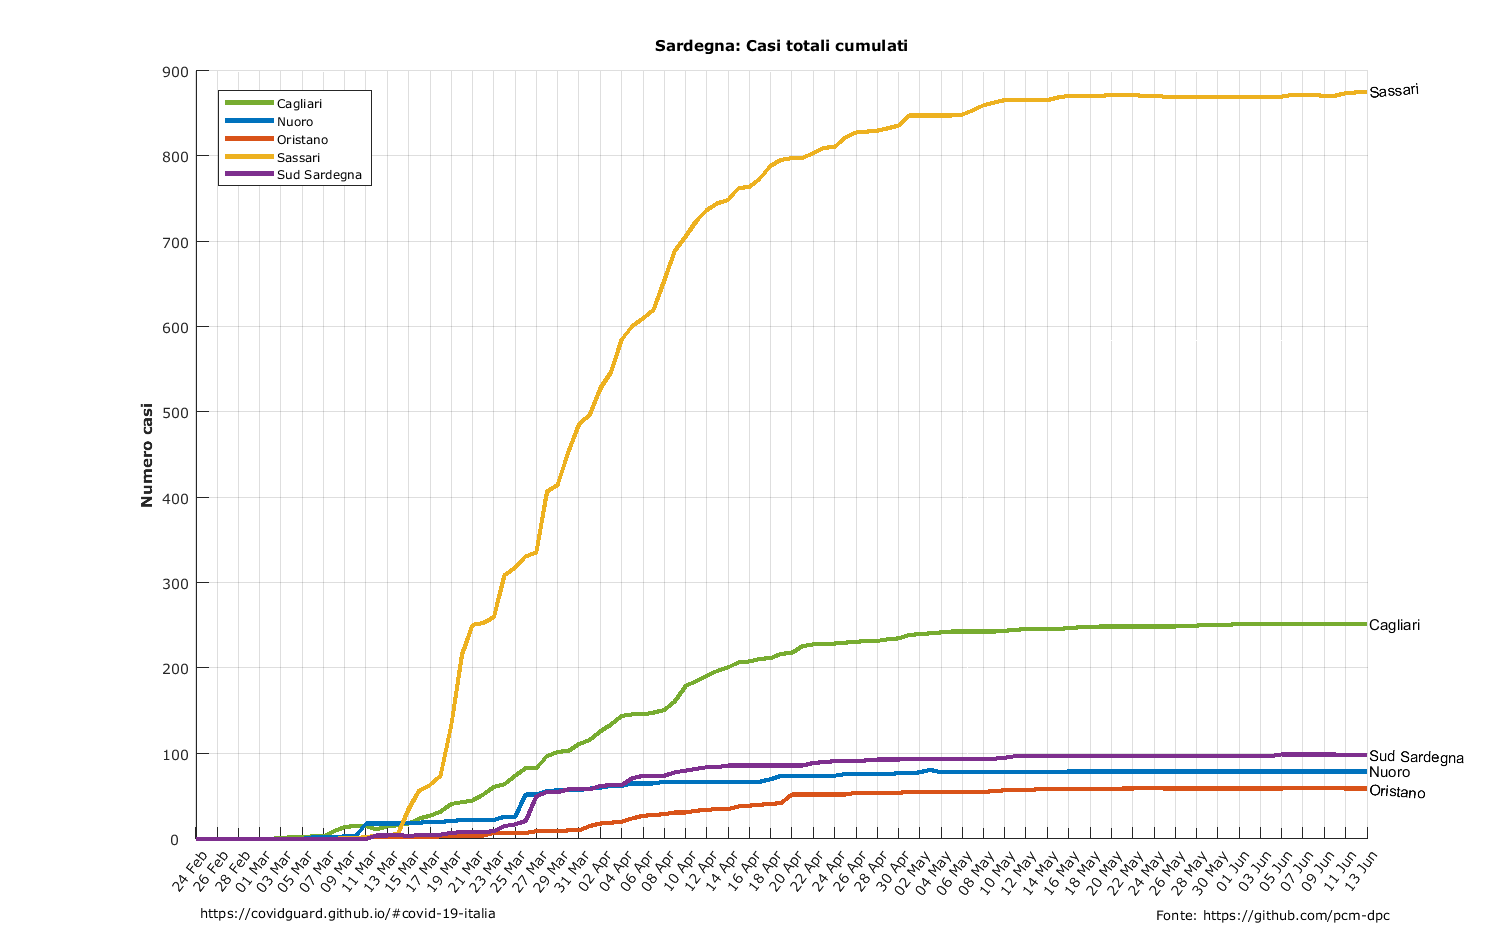 Sardegna: Casi totali cumulati
900
800
700
600
500
400
300
200
100
0
Numero casi
Cagliari
Nuoro
Oristano
Sassari
Sud Sardegna
Sassari
Cagliari
Sud Sardegna
Nuoro
Oristano
24 Feb
26 Feb
28 Feb
01 Mar
03 Mar
05 Mar
07 Mar
09 Mar
11 Mar
13 Mar
15 Mar
17 Mar
19 Mar
21 Mar
23 Mar
25 Mar
27 Mar
29 Mar
31 Mar
02 Apr
04 Apr
06 Apr
08 Apr
10 Apr
12 Apr
14 Apr
16 Apr
18 Apr
20 Apr
22 Apr
24 Apr
26 Apr
28 Apr
30 Apr
02 May
04 May
06 May
08 May
10 May
12 May
14 May
16 May
18 May
20 May
22 May
24 May
26 May
28 May
30 May
01 Jun
03 Jun
05 Jun
07 Jun
09 Jun
11 Jun
13 Jun
https://covidguard.github.io/#covid-19-italia
Fonte: https://github.com/pcm-dpc